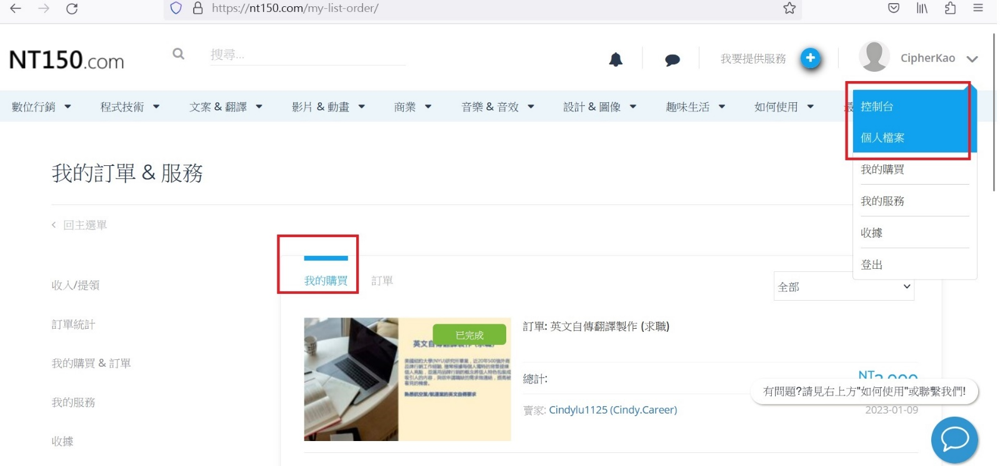 https://nt150.com/my-list-order/
NT150.com
搜尋...
我要提供服務
CipherKao
數位行銷
程式技術
文案 & 翻譯
影片 & 動畫
商業
音樂 & 音效
設計 & 圖像
趣味生活
如何使用
最
控制台
個人檔案
我的購買
我的服務
收據
登出
我的訂單 & 服務
回主選單
收入/提領
訂單統計
我的購買 & 訂單
我的服務
收據
我的購買
訂單
全部
已完成
英文自
訂單: 英文自傳翻譯製作 (求職)
總計:
賣家: Cindylu1125 (Cindy.Career)
2023-01-09
有問題?請見右上方"如何使用"或聯繫我們!